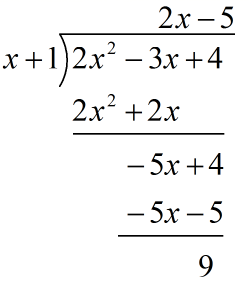 2x − 5
x + 1)2x² − 3x + 4
2x² + 2x
−5x + 4
−5x − 5
9